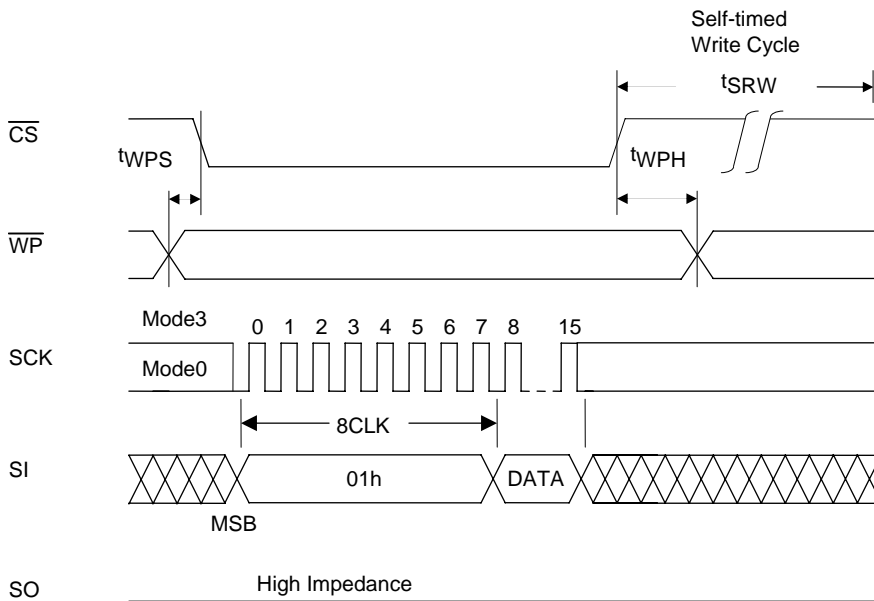 Self-timed
Write Cycle
tSRW
CS
tWPS
tWPH
WP
Mode3
0 1 2 3 4 5 6 7 8 15
SCK
Mode0
8CLK
SI
01h
DATA
MSB
SO
High Impedance